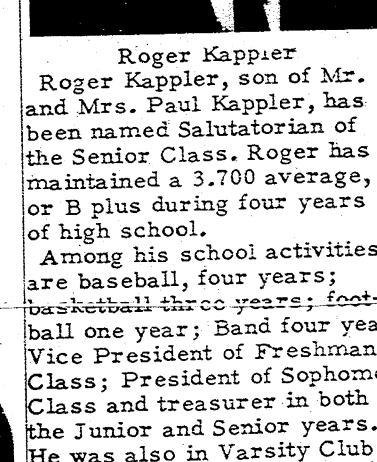 Roger Kappler
Roger Kappler, son of Mr.
and Mrs. Paul Kappler, has
been named Salutatorian of
the Senior Class. Roger has
maintained a 3.700 average,
or B plus during four years
of high school.
Among his school activities
are baseball, four years;
basketball three years; foot-
ball one year; Band four yea
Vice President of Freshman
Class; President of Sophom
Class and treasurer in both
the Junior and Senior years.
He was also in Varsity Club